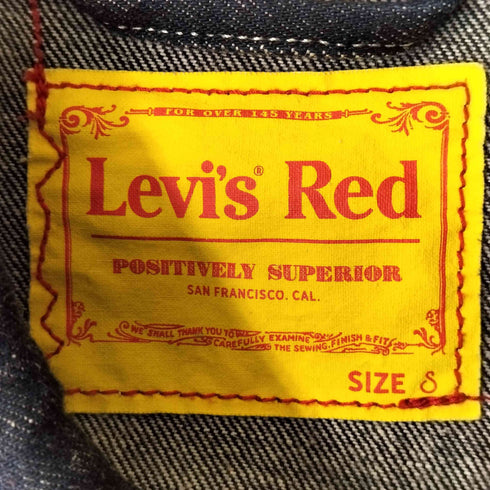 FOR OVER 145 YEARS
Levi's® Red
POSITIVELY SUPERIOR
SAN FRANCISCO. CAL.
WE SHALL THANK YOU TO
CAREFULLY EXAMINE
THE SEWING, FINISH & FIT
SIZE S